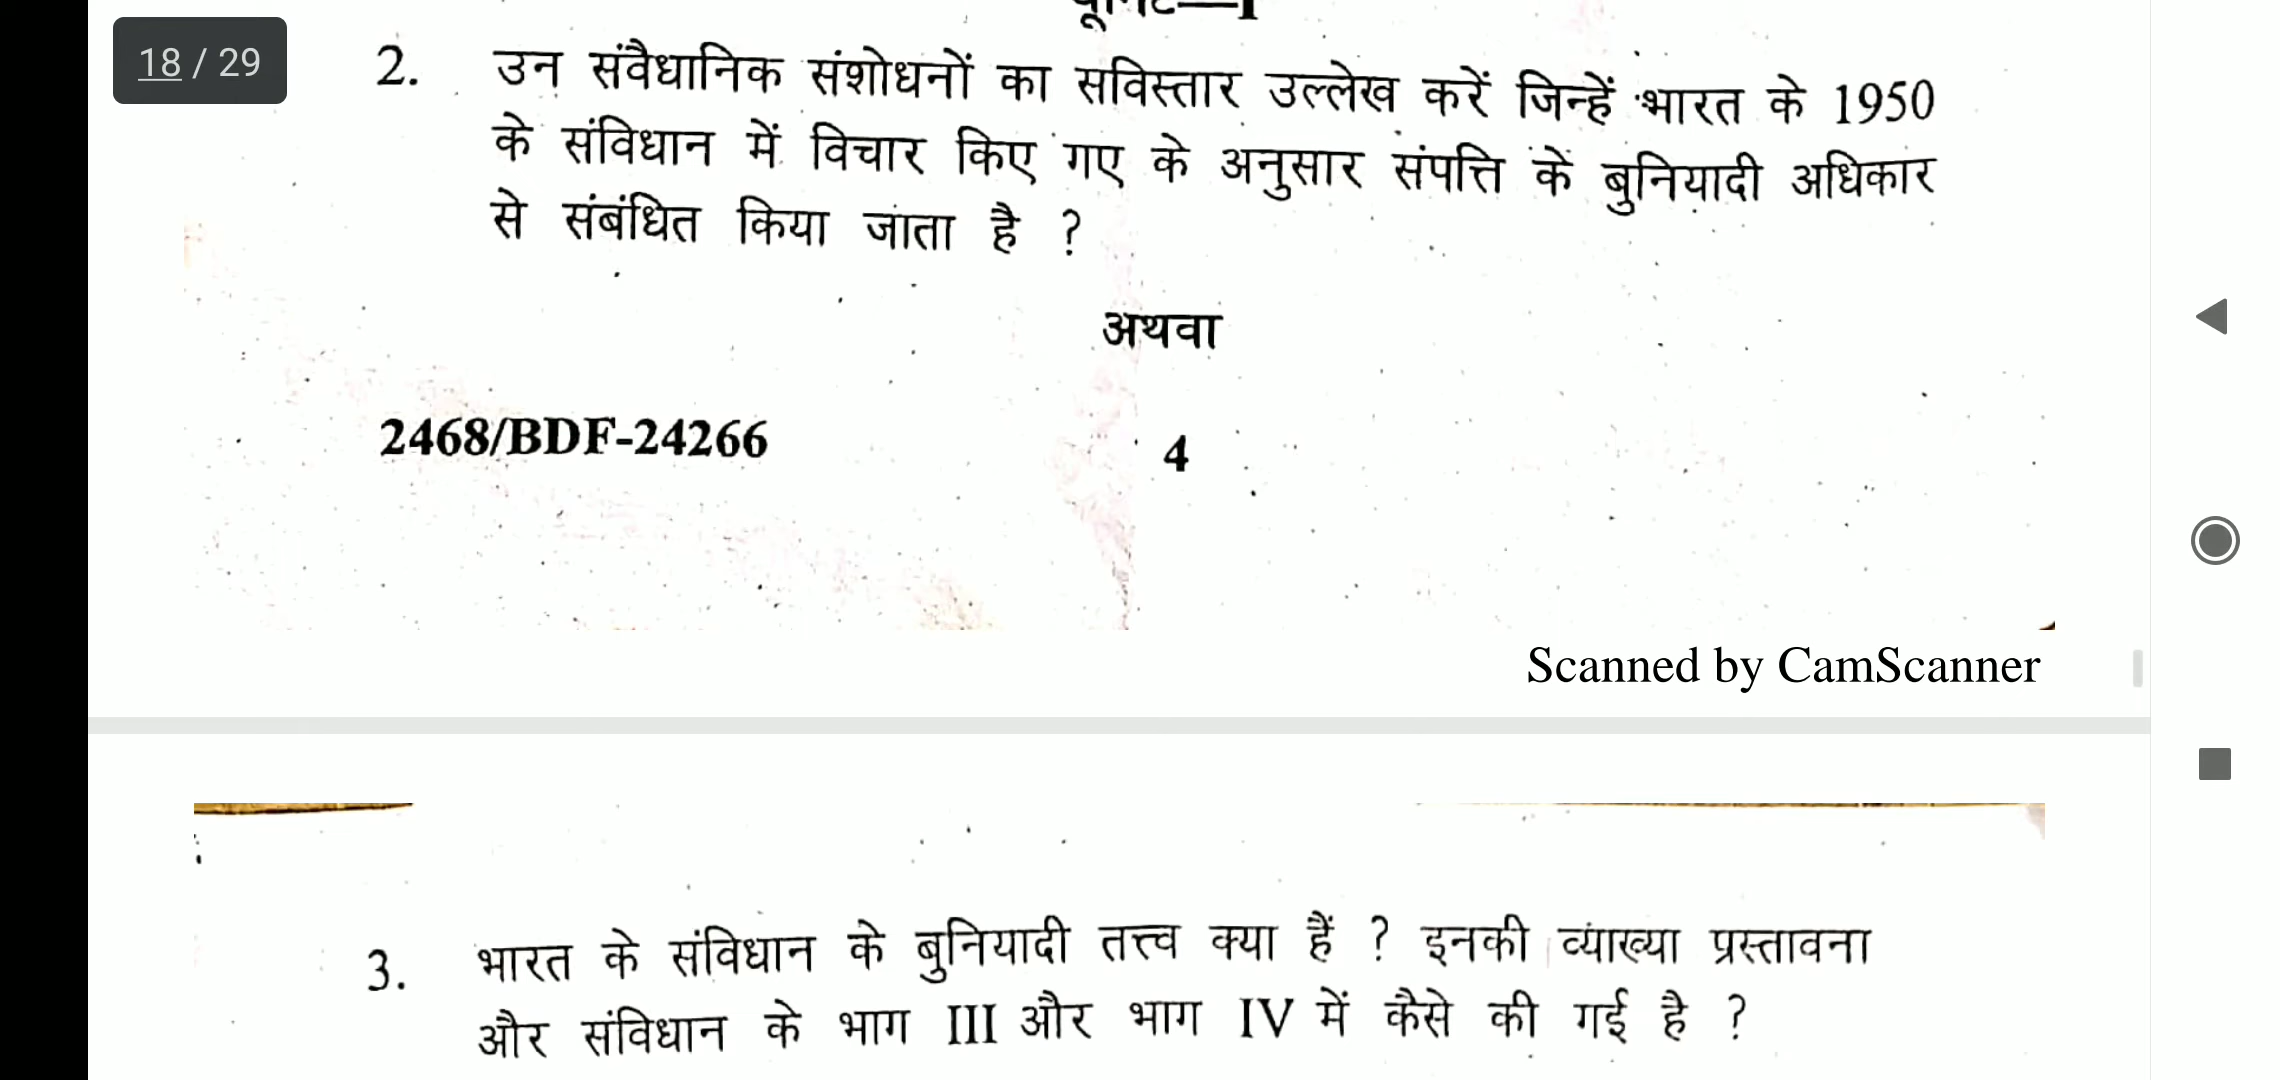 18 / 29
2. उन संवैधानिक संशोधनों का सविस्तार उल्लेख करें जिन्हें भारत के 1950
के संविधान में विचार किए गए के अनुसार संपत्ति के बुनियादी अधिकार
से संबंधित किया जाता है ?
अथवा
2468/BDF-24266 4
Scanned by CamScanner
3. भारत के संविधान के बुनियादी तत्त्व क्या हैं ? इनकी व्याख्या प्रस्तावना
और संविधान के भाग III और भाग IV में कैसे की गई है ?